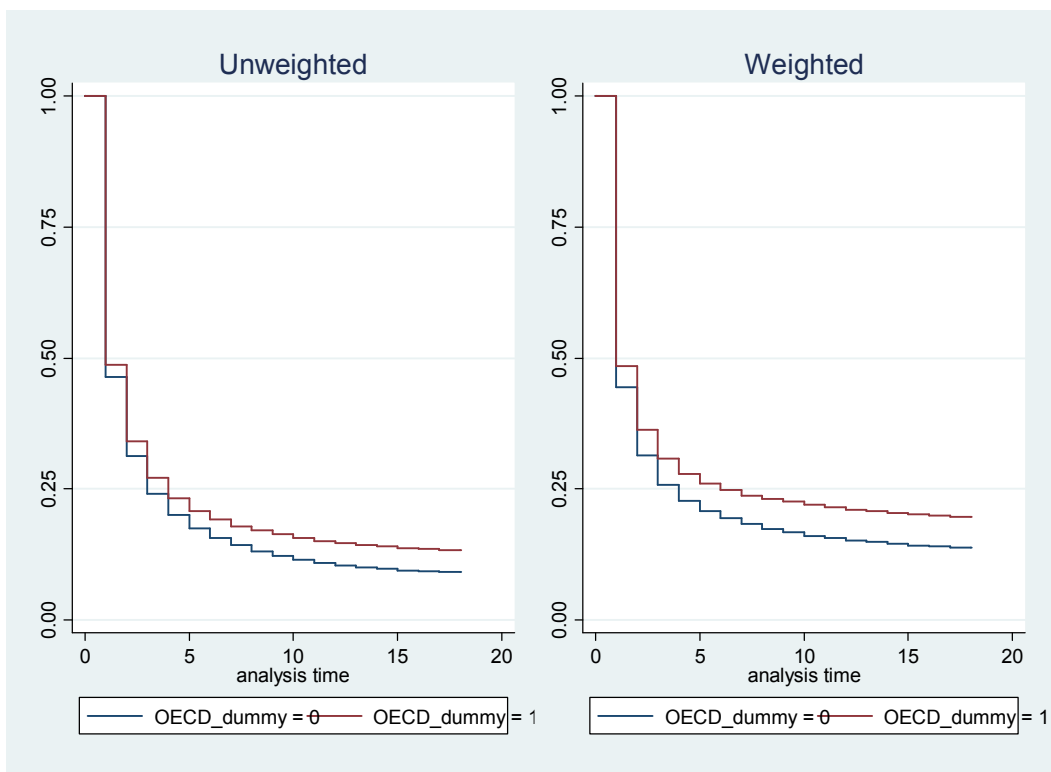 Unweighted
1.00
0.75
0.50
0.25
0.00
0 5 10 15 20
analysis time
OECD_dummy = 0 OECD_dummy = 1
Weighted
1.00
0.75
0.50
0.25
0.00
0 5 10 15 20
analysis time
OECD_dummy = 0 OECD_dummy = 1